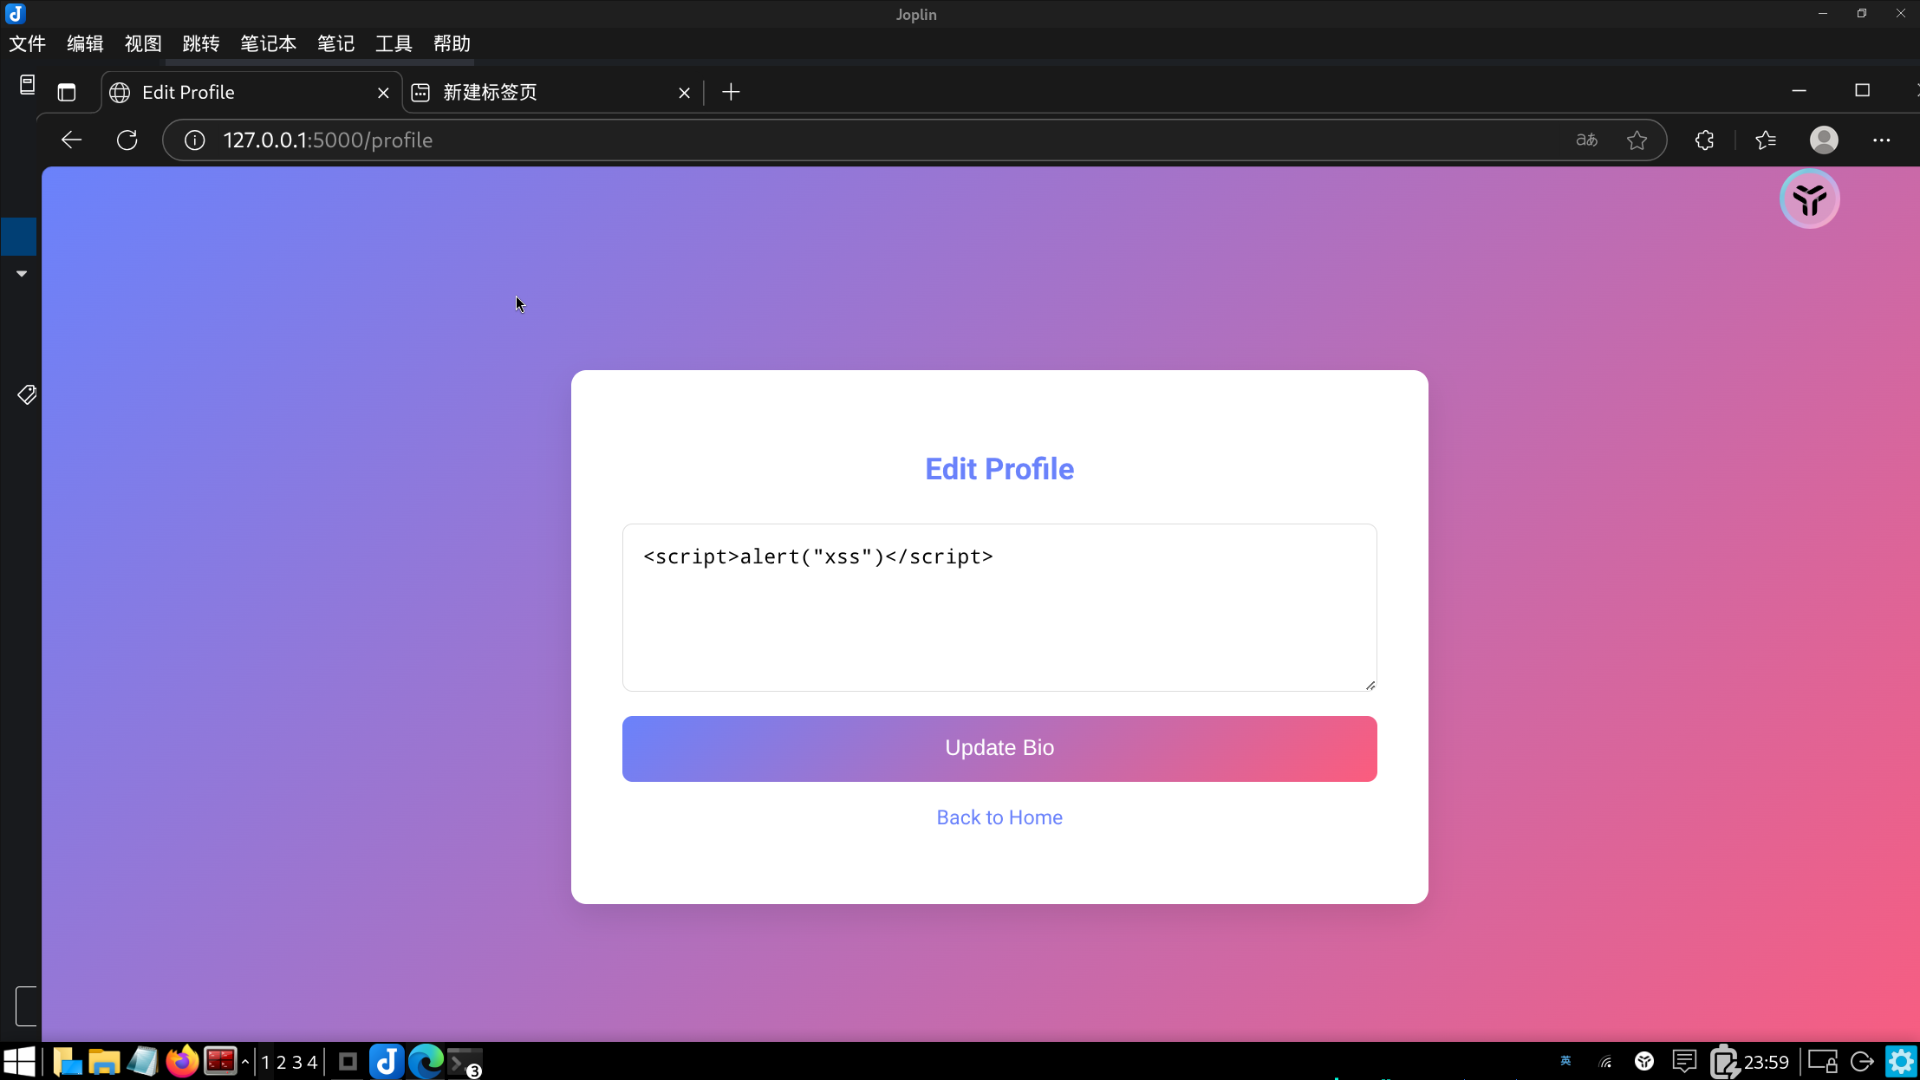 Joplin
文件 编辑 视图 跳转 笔记本 笔记 工具 帮助
Edit Profile 新建标签页
127.0.0.1:5000/profile aあ
Edit Profile
<script>alert("xss")</script>
Update Bio
Back to Home
1 2 3 4 3 英 23:59